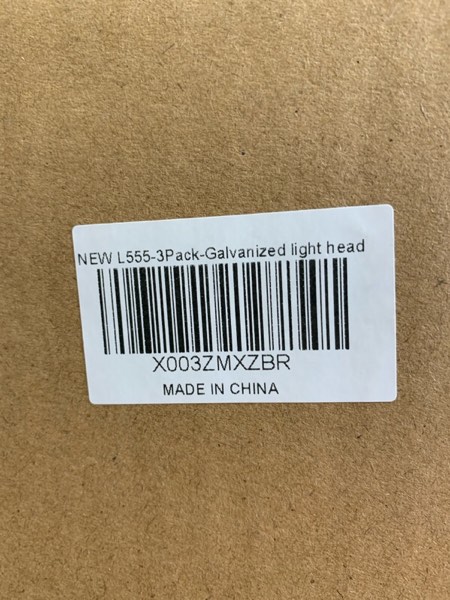 NEW L555-3Pack-Galvanized light head
X003ZMXZBR
MADE IN CHINA